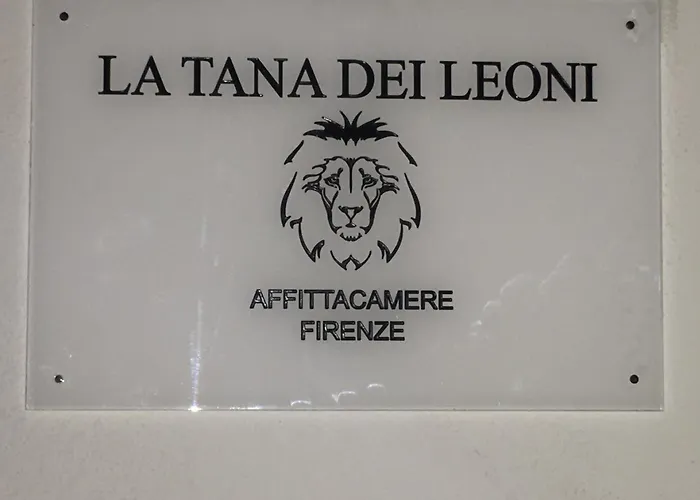 LA TANA DEI LEONI
AFFITTACAMERE
FIRENZE